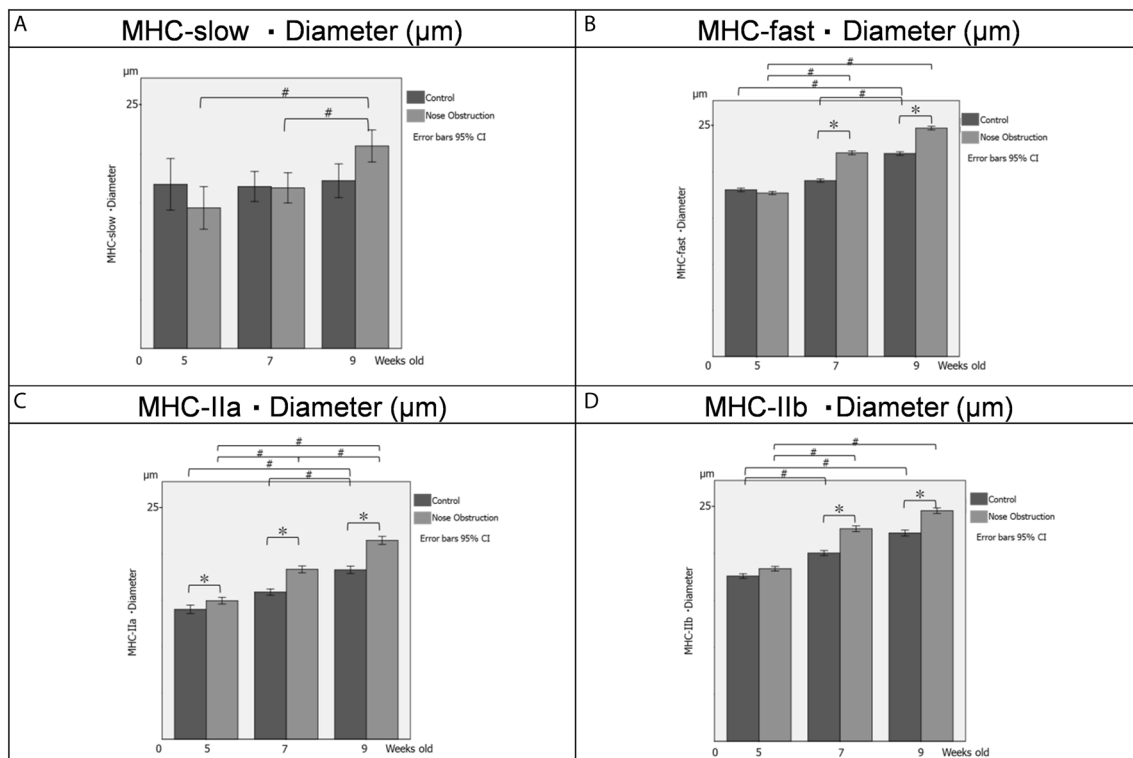 A
MHC-slow ▪ Diameter (µm)
µm
#
25
Control
#
Nose Obstruction
Error bars 95% CI
MHC-slow ・Diameter
0 5 7 9 Weeks old
B
MHC-fast ▪ Diameter (µm)
#
#
#
µm
#
25
* *
Control
Nose Obstruction
Error bars 95% CI
MHC-fast ・Diameter
0 5 7 9 Weeks old
C
MHC-IIa ▪ Diameter (µm)
#
# #
#
µm
#
25
Control
* * *
Nose Obstruction
Error bars 95% CI
MHC-IIa ・Diameter
0 5 7 9 Weeks old
D
MHC-IIb ▪Diameter (µm)
#
#
#
µm
#
25
Control
* *
Nose Obstruction
Error bars 95% CI
MHC-IIb ・Diameter
0 5 7 9 Weeks old